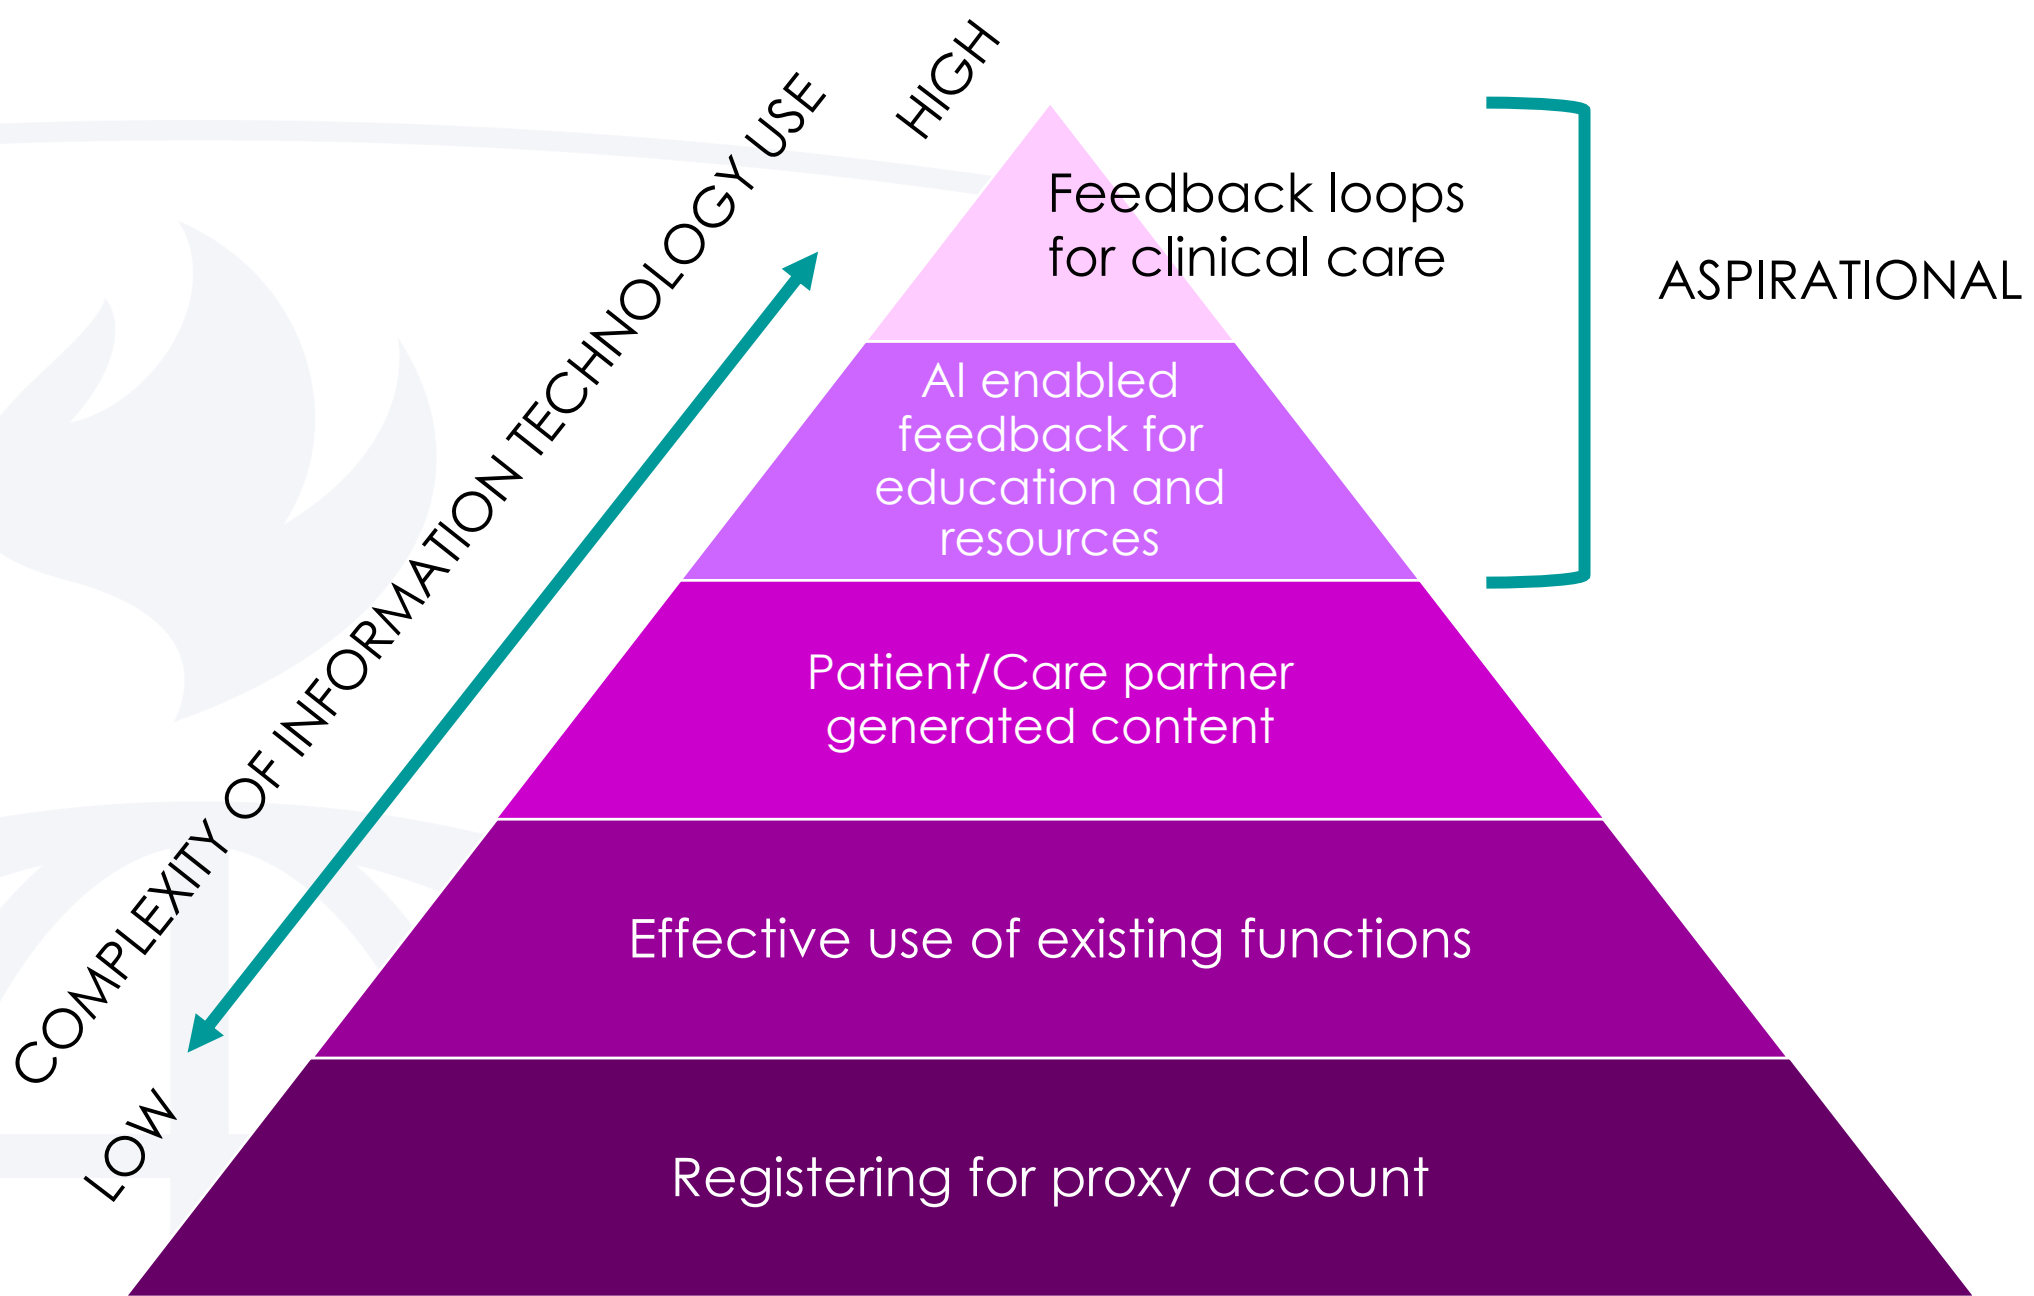 HIGH
COMPLEXITY OF INFORMATION TECHNOLOGY USE
LOW
Feedback loops
for clinical care
ASPIRATIONAL
AI enabled
feedback for
education and
resources
Patient/Care partner
generated content
Effective use of existing functions
Registering for proxy account